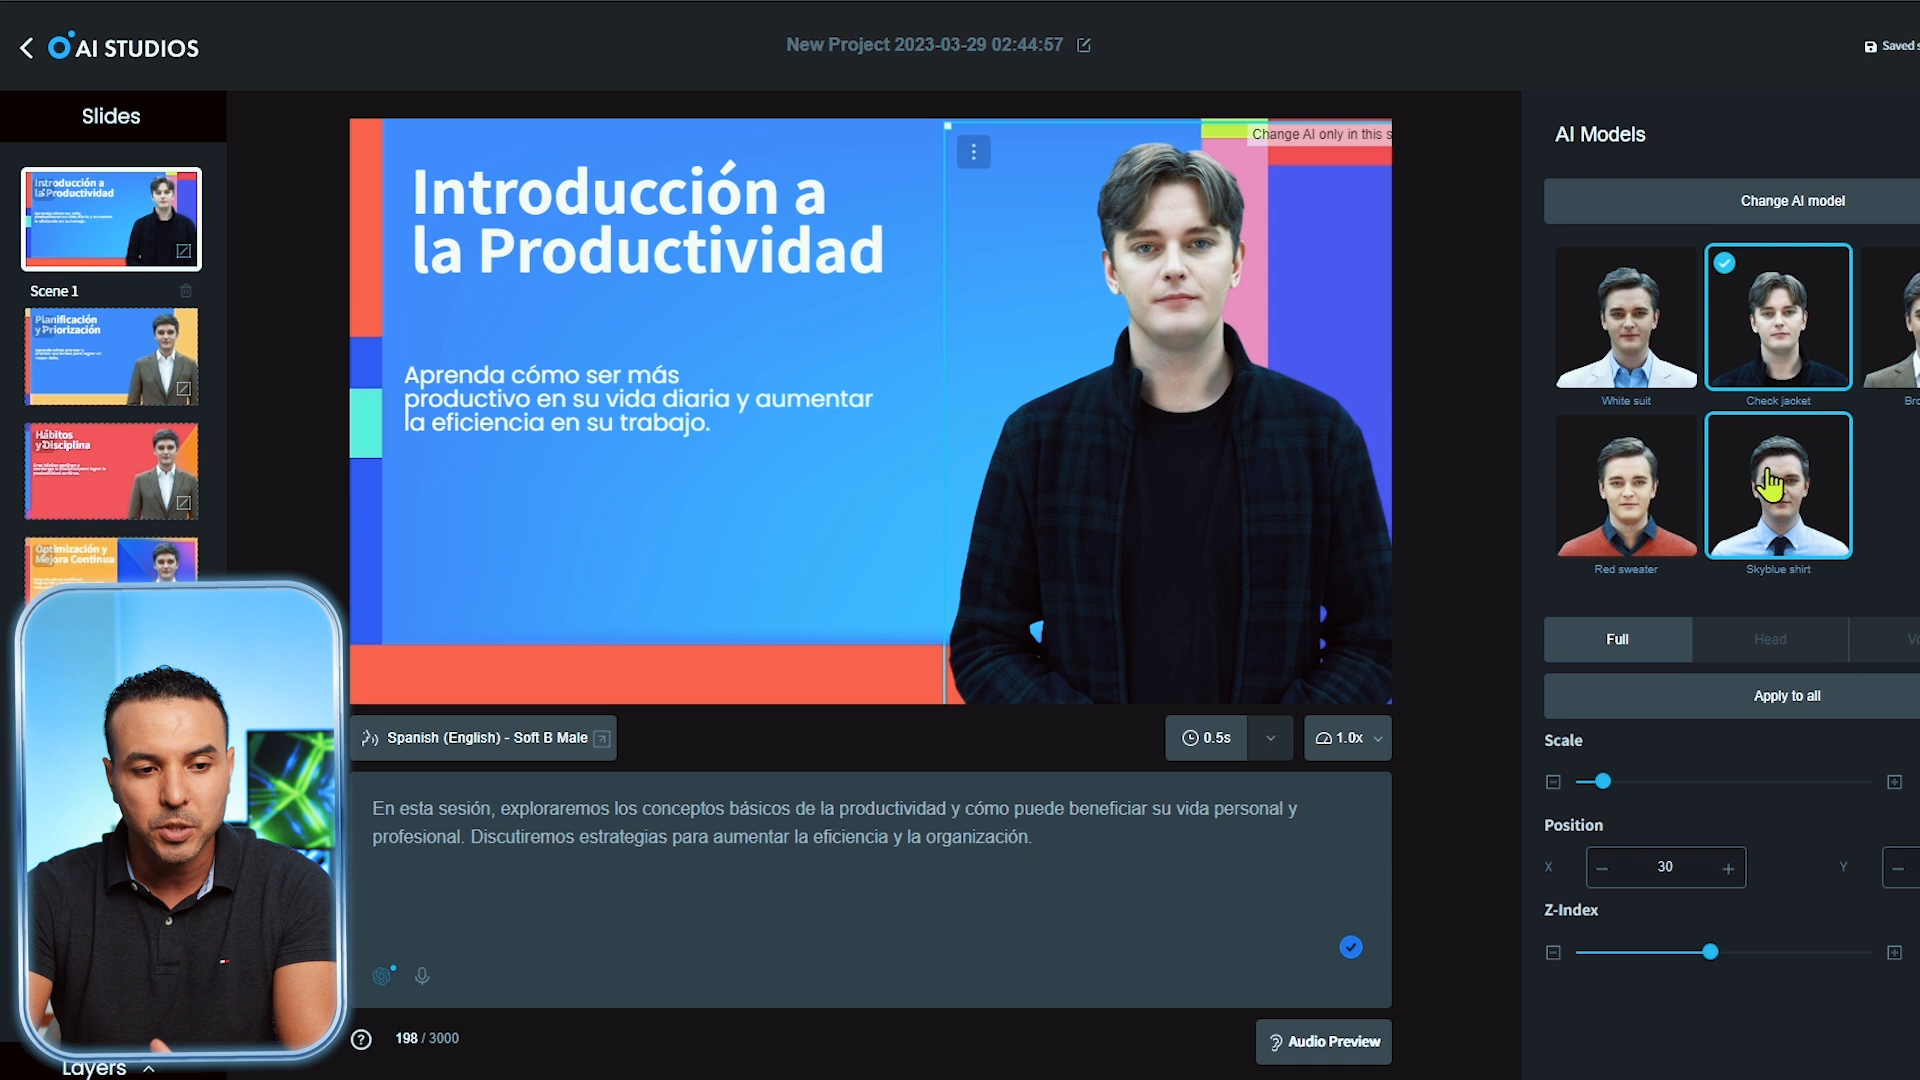 AI STUDIOS
New Project 2023-03-29 02:44:57
Saved
Slides
Introducción a
la Productividad
Scene 1
Planificación
y Priorización
Hábitos
y Disciplina
Optimización y
Mejora Continua
Change AI only in this s
Introducción a
la Productividad
Aprenda cómo ser más
productivo en su vida diaria y aumentar
la eficiencia en su trabajo.
Spanish (English) - Soft B Male
0.5s
1.0x
En esta sesión, exploraremos los conceptos básicos de la productividad y cómo puede beneficiar su vida personal y
profesional. Discutiremos estrategias para aumentar la eficiencia y la organización.
198 / 3000
Audio Preview
Layers
AI Models
Change AI model
White suit
Check jacket
Bro
Red sweater
Skyblue shirt
Full
Head
Vo
Apply to all
Scale
Position
X
30
Y
Z-Index